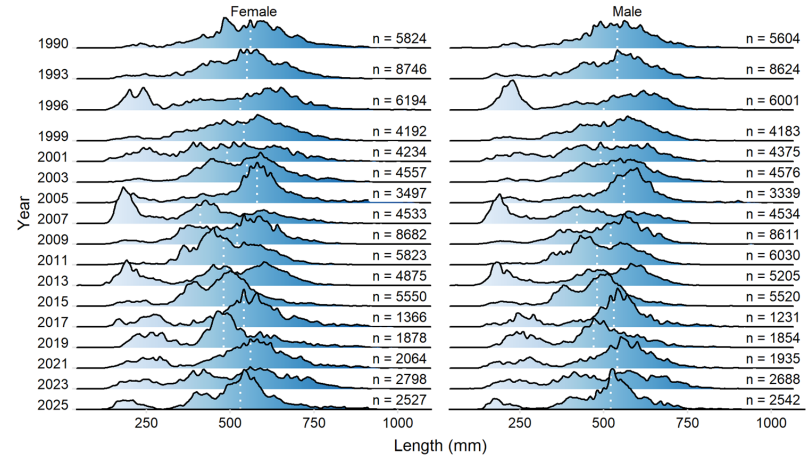 Female Male
1990 n = 5824 n = 5604
1993 n = 8746 n = 8624
1996 n = 6194 n = 6001
1999 n = 4192 n = 4183
2001 n = 4234 n = 4375
2003 n = 4557 n = 4576
2005 n = 3497 n = 3339
2007 n = 4533 n = 4534
2009 n = 8682 n = 8611
2011 n = 5823 n = 6030
2013 n = 4875 n = 5205
2015 n = 5550 n = 5520
2017 n = 1366 n = 1231
2019 n = 1878 n = 1854
2021 n = 2064 n = 1935
2023 n = 2798 n = 2688
2025 n = 2527 n = 2542
Year
250 500 750 1000 250 500 750 1000
Length (mm)